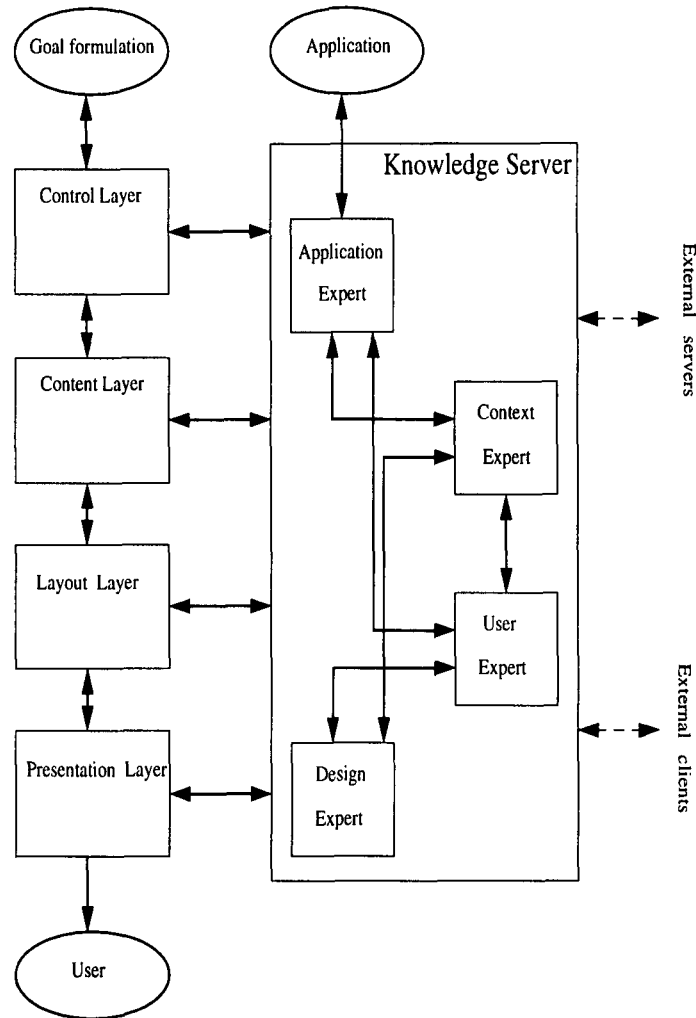 Goal formulation
Application
Knowledge Server
Control Layer
Application
Expert
External servers
Content Layer
Context
Expert
Layout Layer
User
Expert
External clients
Presentation Layer
Design
Expert
User